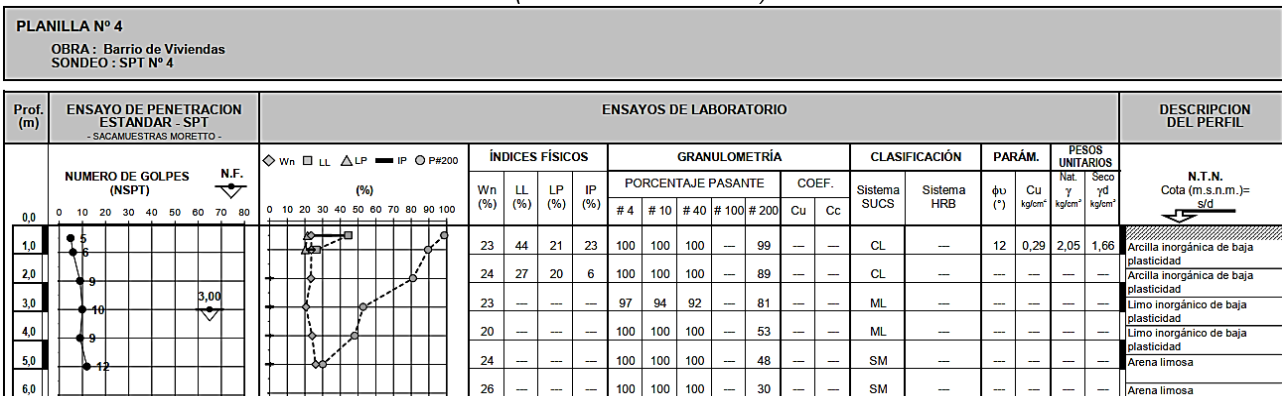 PLANILLA Nº 4
OBRA : Barrio de Viviendas
SONDEO : SPT Nº 4
Prof. (m) ENSAYO DE PENETRACION ESTANDAR - SPT - SACAMUESTRAS MORETTO - ENSAYOS DE LABORATORIO DESCRIPCION DEL PERFIL
NUMERO DE GOLPES (NSPT) N.F.
0 10 20 30 40 50 60 70 80
Wn LL LP IP P#200
(%)
0 10 20 30 40 50 60 70 80 90 100
ÍNDICES FÍSICOS GRANULOMETRÍA CLASIFICACIÓN PARÁM. PESOS UNITARIOS
Wn (%) LL (%) LP (%) IP (%) PORCENTAJE PASANTE COEF. Sistema SUCS Sistema HRB ϕυ (°) Cu kg/cm² Nat. γ kg/cm³ Seco γd kg/cm³
# 4 # 10 # 40 # 100 # 200 Cu Cc
N.T.N.
Cota (m.s.n.m.)=
s/d
0,0
1,0 5 6 23 44 21 23 100 100 100 --- 99 --- --- CL --- 12 0,29 2,05 1,66 Arcilla inorgánica de baja plasticidad
2,0 9 24 27 20 6 100 100 100 --- 89 --- --- CL --- --- --- --- --- Arcilla inorgánica de baja plasticidad
3,0 10 3,00 23 --- --- --- 97 94 92 --- 81 --- --- ML --- --- --- --- --- Limo inorgánico de baja plasticidad
4,0 9 20 --- --- --- 100 100 100 --- 53 --- --- ML --- --- --- --- --- Limo inorgánico de baja plasticidad
5,0 12 24 --- --- --- 100 100 100 --- 48 --- --- SM --- --- --- --- --- Arena limosa
6,0 26 --- --- --- 100 100 100 --- 30 --- --- SM --- --- --- --- --- Arena limosa